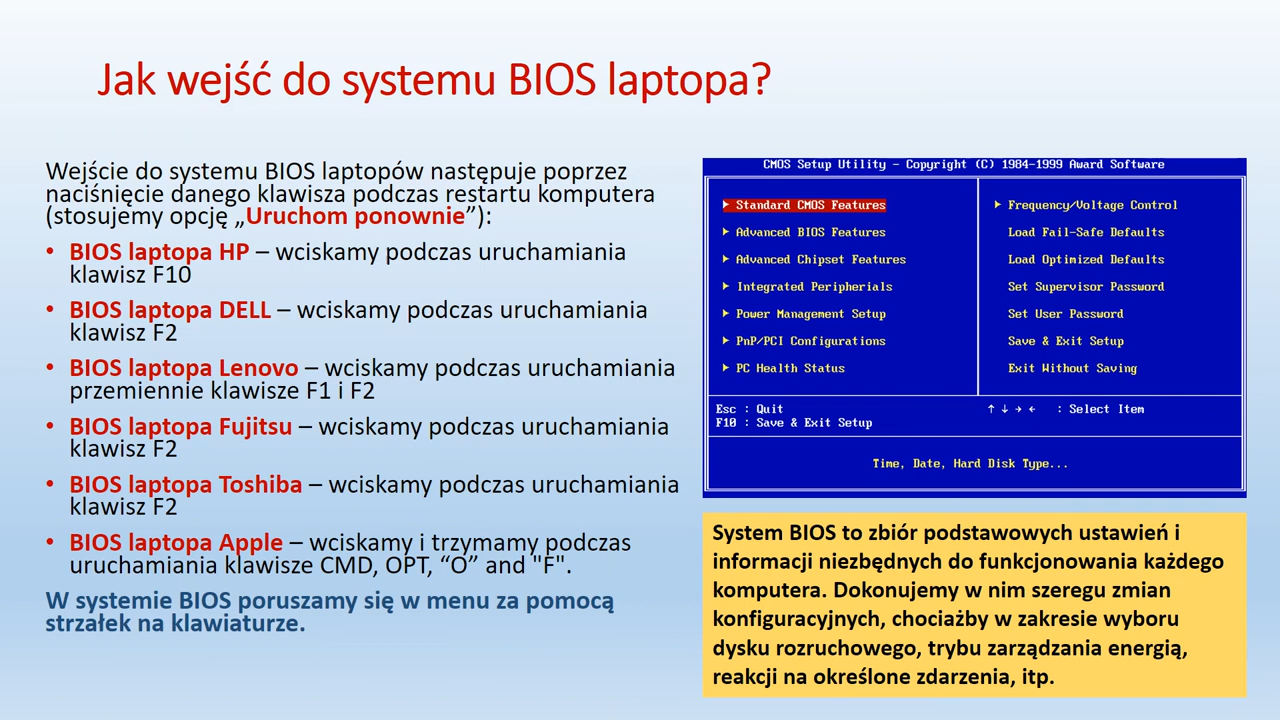 Jak wejść do systemu BIOS laptopa?
Wejście do systemu BIOS laptopów następuje poprzez
naciśnięcie danego klawisza podczas restartu komputera
(stosujemy opcję „Uruchom ponownie”):
• BIOS laptopa HP – wciskamy podczas uruchamiania
klawisz F10
• BIOS laptopa DELL – wciskamy podczas uruchamiania
klawisz F2
• BIOS laptopa Lenovo – wciskamy podczas uruchamiania
przemiennie klawisze F1 i F2
• BIOS laptopa Fujitsu – wciskamy podczas uruchamiania
klawisz F2
• BIOS laptopa Toshiba – wciskamy podczas uruchamiania
klawisz F2
• BIOS laptopa Apple – wciskamy i trzymamy podczas
uruchamiania klawisze CMD, OPT, “O” and "F".
W systemie BIOS poruszamy się w menu za pomocą
strzałek na klawiaturze.
CMOS Setup Utility - Copyright (C) 1984-1999 Award Software
Standard CMOS Features
Advanced BIOS Features
Advanced Chipset Features
Integrated Peripherials
Power Management Setup
PnP/PCI Configurations
PC Health Status
Frequency/Voltage Control
Load Fail-Safe Defaults
Load Optimized Defaults
Set Supervisor Password
Set User Password
Save & Exit Setup
Exit Without Saving
Esc : Quit
F10 : Save & Exit Setup
↑ ↓ → ← : Select Item
Time, Date, Hard Disk Type...
System BIOS to zbiór podstawowych ustawień i
informacji niezbędnych do funkcjonowania każdego
komputera. Dokonujemy w nim szeregu zmian
konfiguracyjnych, chociażby w zakresie wyboru
dysku rozruchowego, trybu zarządzania energią,
reakcji na określone zdarzenia, itp.